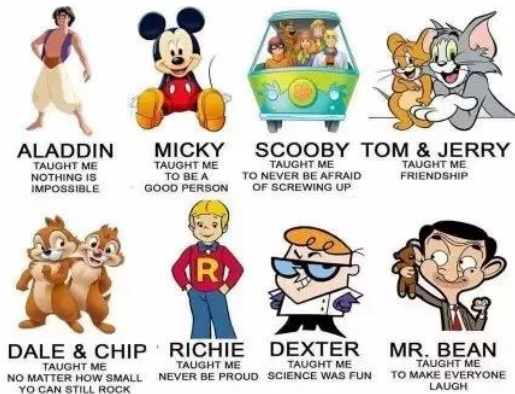 ALADDIN
TAUGHT ME
NOTHING IS
IMPOSSIBLE
MICKY
TAUGHT ME
TO BE A
GOOD PERSON
SCOOBY
TAUGHT ME
TO NEVER BE AFRAID
OF SCREWING UP
TOM & JERRY
TAUGHT ME
FRIENDSHIP
DALE & CHIP
TAUGHT ME
NO MATTER HOW SMALL
YO CAN STILL ROCK
R
RICHIE
TAUGHT ME
NEVER BE PROUD
DEXTER
TAUGHT ME
SCIENCE WAS FUN
MR. BEAN
TAUGHT ME
TO MAKE EVERYONE
LAUGH